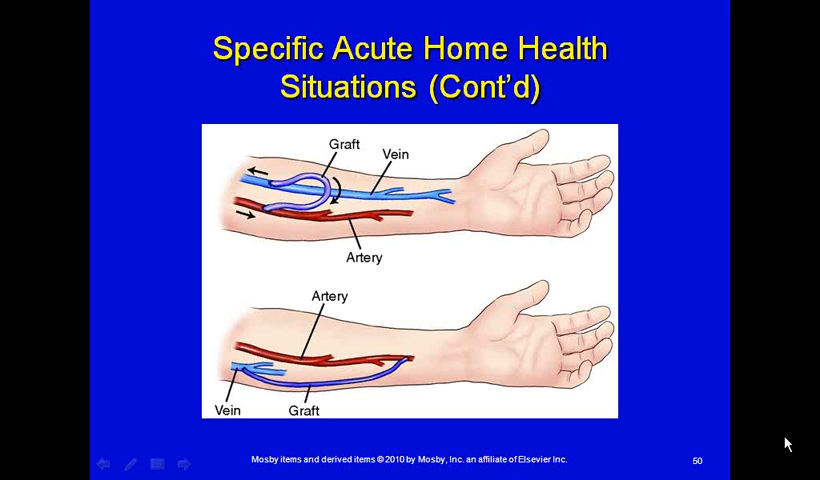 Specific Acute Home Health
Situations (Cont'd)
Graft
Vein
Artery
Artery
Vein
Graft
Mosby items and derived items © 2010 by Mosby, Inc. an affiliate of Elsevier Inc.
50